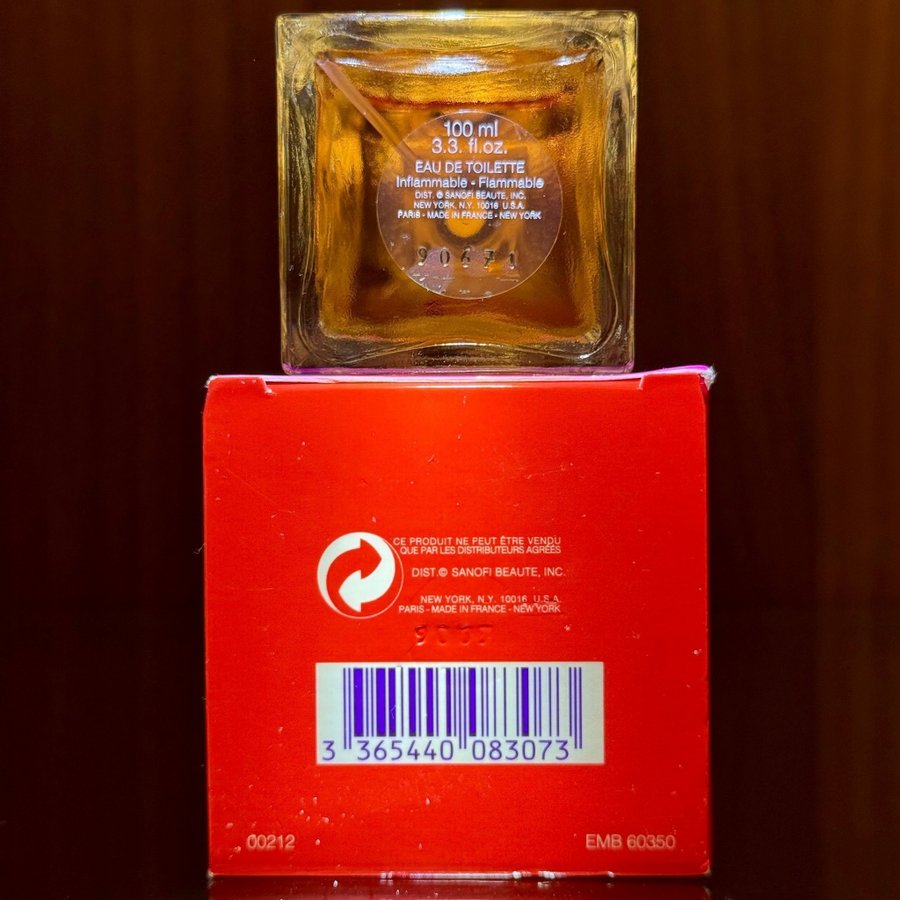 100 ml
3.3. fl.oz.
EAU DE TOILETTE
Inflammable - Flammable
DIST. © SANOFI BEAUTE, INC.
NEW YORK, N.Y. 10016 U.S.A.
PARIS - MADE IN FRANCE - NEW YORK
90671
CE PRODUIT NE PEUT ÊTRE VENDU
QUE PAR LES DISTRIBUTEURS AGRÉÉS
DIST.© SANOFI BEAUTE, INC.
NEW YORK, N.Y. 10016 U.S.A.
PARIS - MADE IN FRANCE - NEW YORK
3 365440 083073
00212 EMB 60350